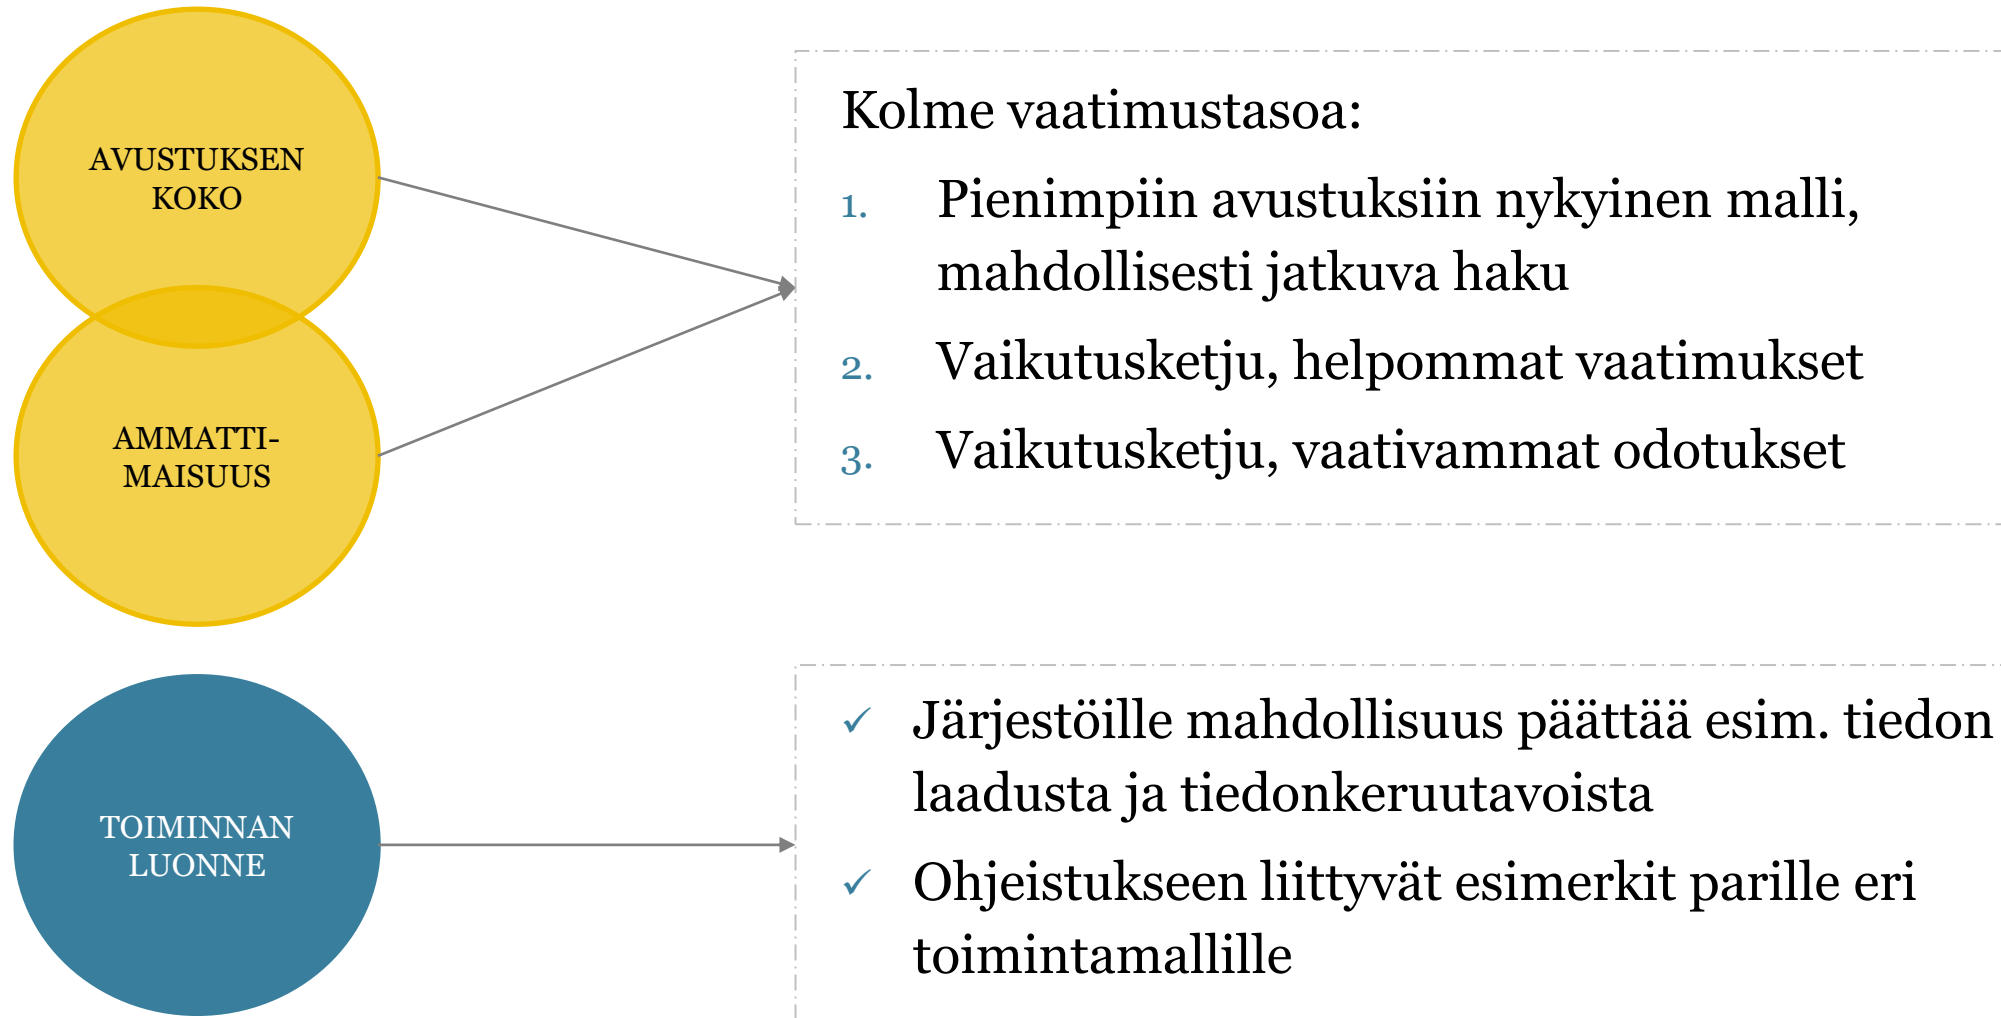 AVUSTUKSEN
KOKO
AMMATTI-
MAISUUS
Kolme vaatimustasoa:
1. Pienimpiin avustuksiin nykyinen malli,
mahdollisesti jatkuva haku
2. Vaikutusketju, helpommat vaatimukset
3. Vaikutusketju, vaativammat odotukset
TOIMINNAN
LUONNE
✓ Järjestöille mahdollisuus päättää esim. tiedon
laadusta ja tiedonkeruutavoista
✓ Ohjeistukseen liittyvät esimerkit parille eri
toimintamallille